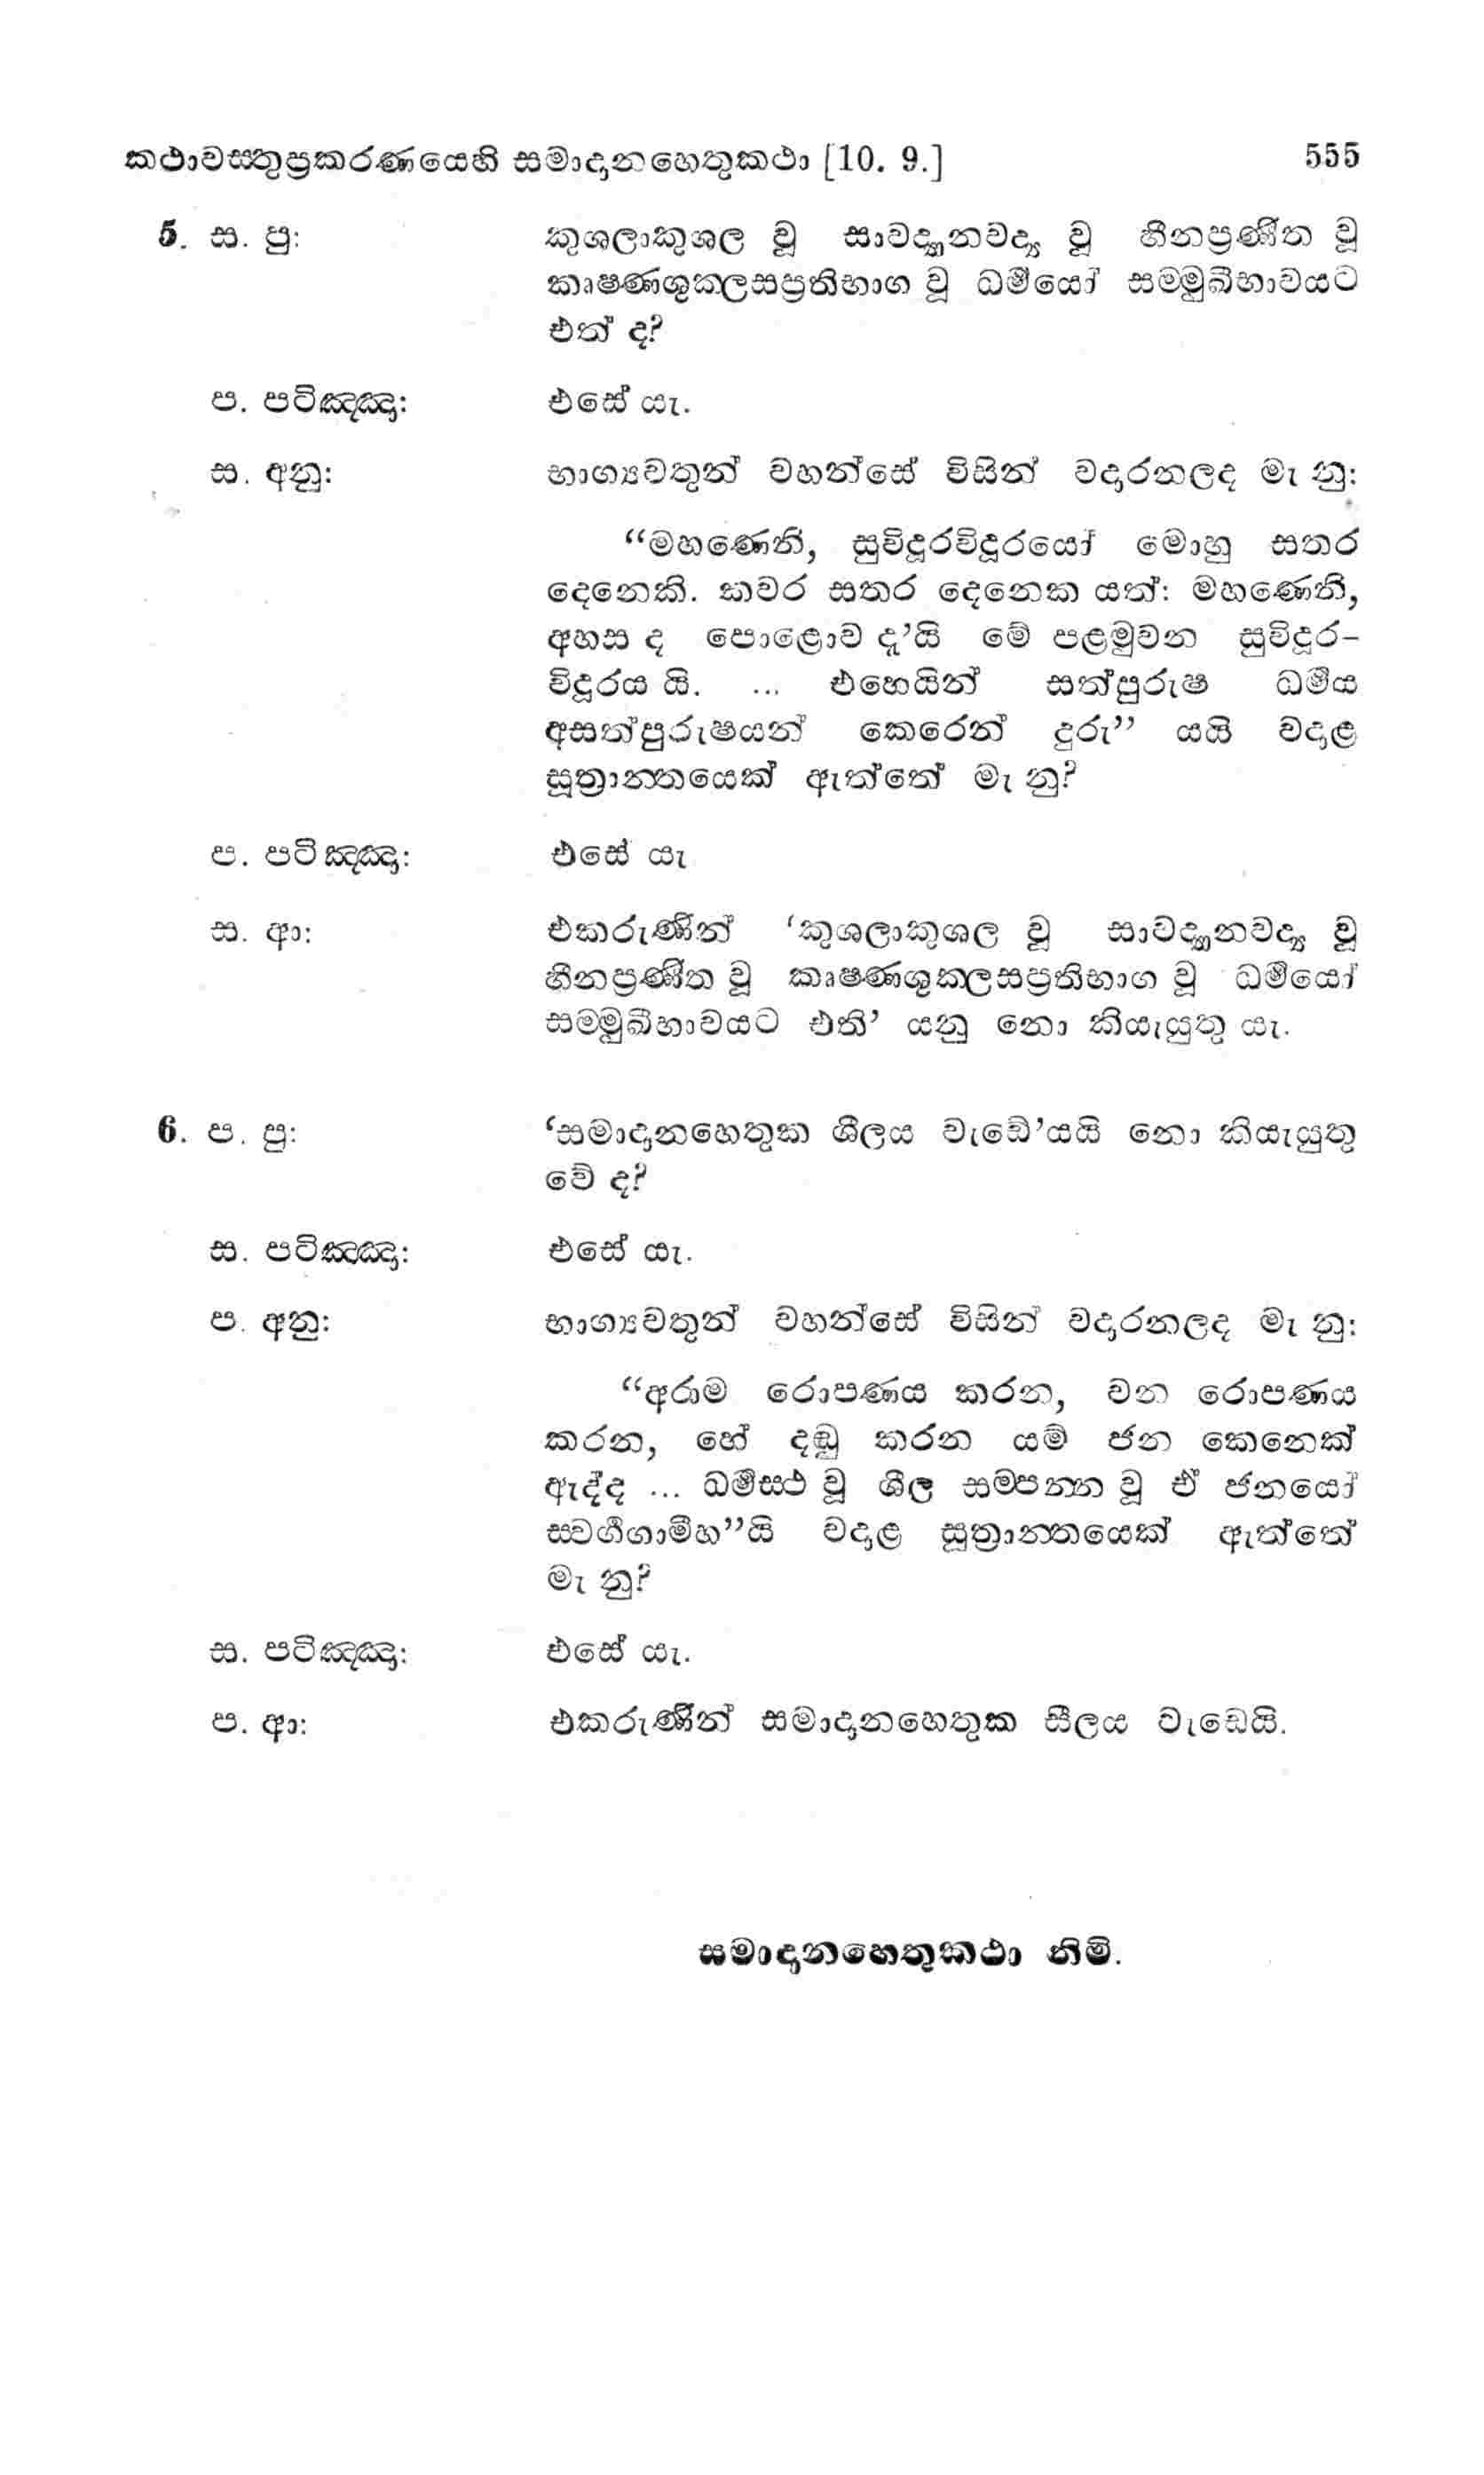 කථාවස්තුප්‍රකරණයෙහි සමාදානහෙතුකථා [10. 9.] 555
5. ස. පු: කුශලාකුශල වූ සාවද්‍යානවද්‍ය වූ හීනප්‍රණීත වූ
කෘෂ්ණශුක්ලසප්‍රතිභාග වූ ධර්‍මයෝ සම්මුඛීභාවයට
එත් ද?
ප. පටිඤ්ඤා: එසේ යැ.
ස. අනු: භාග්‍යවතුන් වහන්සේ විසින් වදාරනලද මැ නු:
“මහණෙනි, සුවිදූරවිදූරයෝ මොහු සතර
දෙනෙකි. කවර සතර දෙනෙක යත්: මහණෙනි,
අහස ද පොළොව ද’යි මේ පළමුවන සුවිදූර-
විදූරය යි. ... එහෙයින් සත්පුරුෂ ධර්‍මය
අසත්පුරුෂයන් කෙරෙන් දුරු” යයි වදාළ
සූත්‍රාන්තයෙක් ඇත්තේ මැ නු?
ප. පටිඤ්ඤා: එසේ යැ
ස. ආ: එකරුණින් ‘කුශලාකුශල වූ සාවද්‍යානවද්‍ය වූ
හීනප්‍රණීත වූ කෘෂ්ණශුක්ලසප්‍රතිභාග වූ ධර්‍මයෝ
සම්මුඛීභාවයට එති’ යනු නො කියැයුතු යැ.
6. ප. පු: ‘සමාදානහෙතුක ශීලය වැඩේ’යයි නො කියැයුතු
වේ ද?
ස. පටිඤ්ඤා: එසේ යැ.
ප. අනු: භාග්‍යවතුන් වහන්සේ විසින් වදාරනලද මැ නු:
“අරාම රොපණය කරන, වන රොපණය
කරන, හේ දඬු කරන යම් ජන කෙනෙක්
ඇද්ද ... ධර්‍මස්ථ වූ ශීල සම්පන්න වූ ඒ ජනයෝ
ස්වර්‍ගගාමීහ”යි වදාළ සූත්‍රාන්තයෙක් ඇත්තේ
මැ නු?
ස. පටිඤ්ඤා: එසේ යැ.
ප. ආ: එකරුණින් සමාදානහෙතුක සීලය වැඩෙයි.
සමාදානහෙතුකථා නිමි.